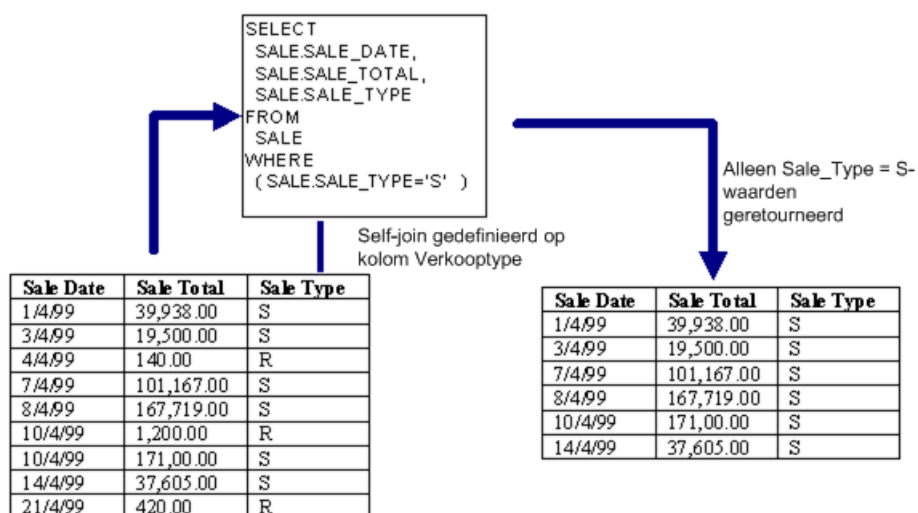 SELECT
SALE.SALE_DATE,
SALE.SALE_TOTAL,
SALE.SALE_TYPE
FROM
SALE
WHERE
(SALE.SALE_TYPE='S' )
Alleen Sale_Type = S-
waarden
geretourneerd
Self-join gedefinieerd op
kolom Verkooptype
Sale Date Sale Total Sale Type
1/4/99 39,938.00 S
3/4/99 19,500.00 S
4/4/99 140.00 R
7/4/99 101,167.00 S
8/4/99 167,719.00 S
10/4/99 1,200.00 R
10/4/99 171,00.00 S
14/4/99 37,605.00 S
21/4/99 420.00 R
Sale Date Sale Total Sale Type
1/4/99 39,938.00 S
3/4/99 19,500.00 S
7/4/99 101,167.00 S
8/4/99 167,719.00 S
10/4/99 171,00.00 S
14/4/99 37,605.00 S